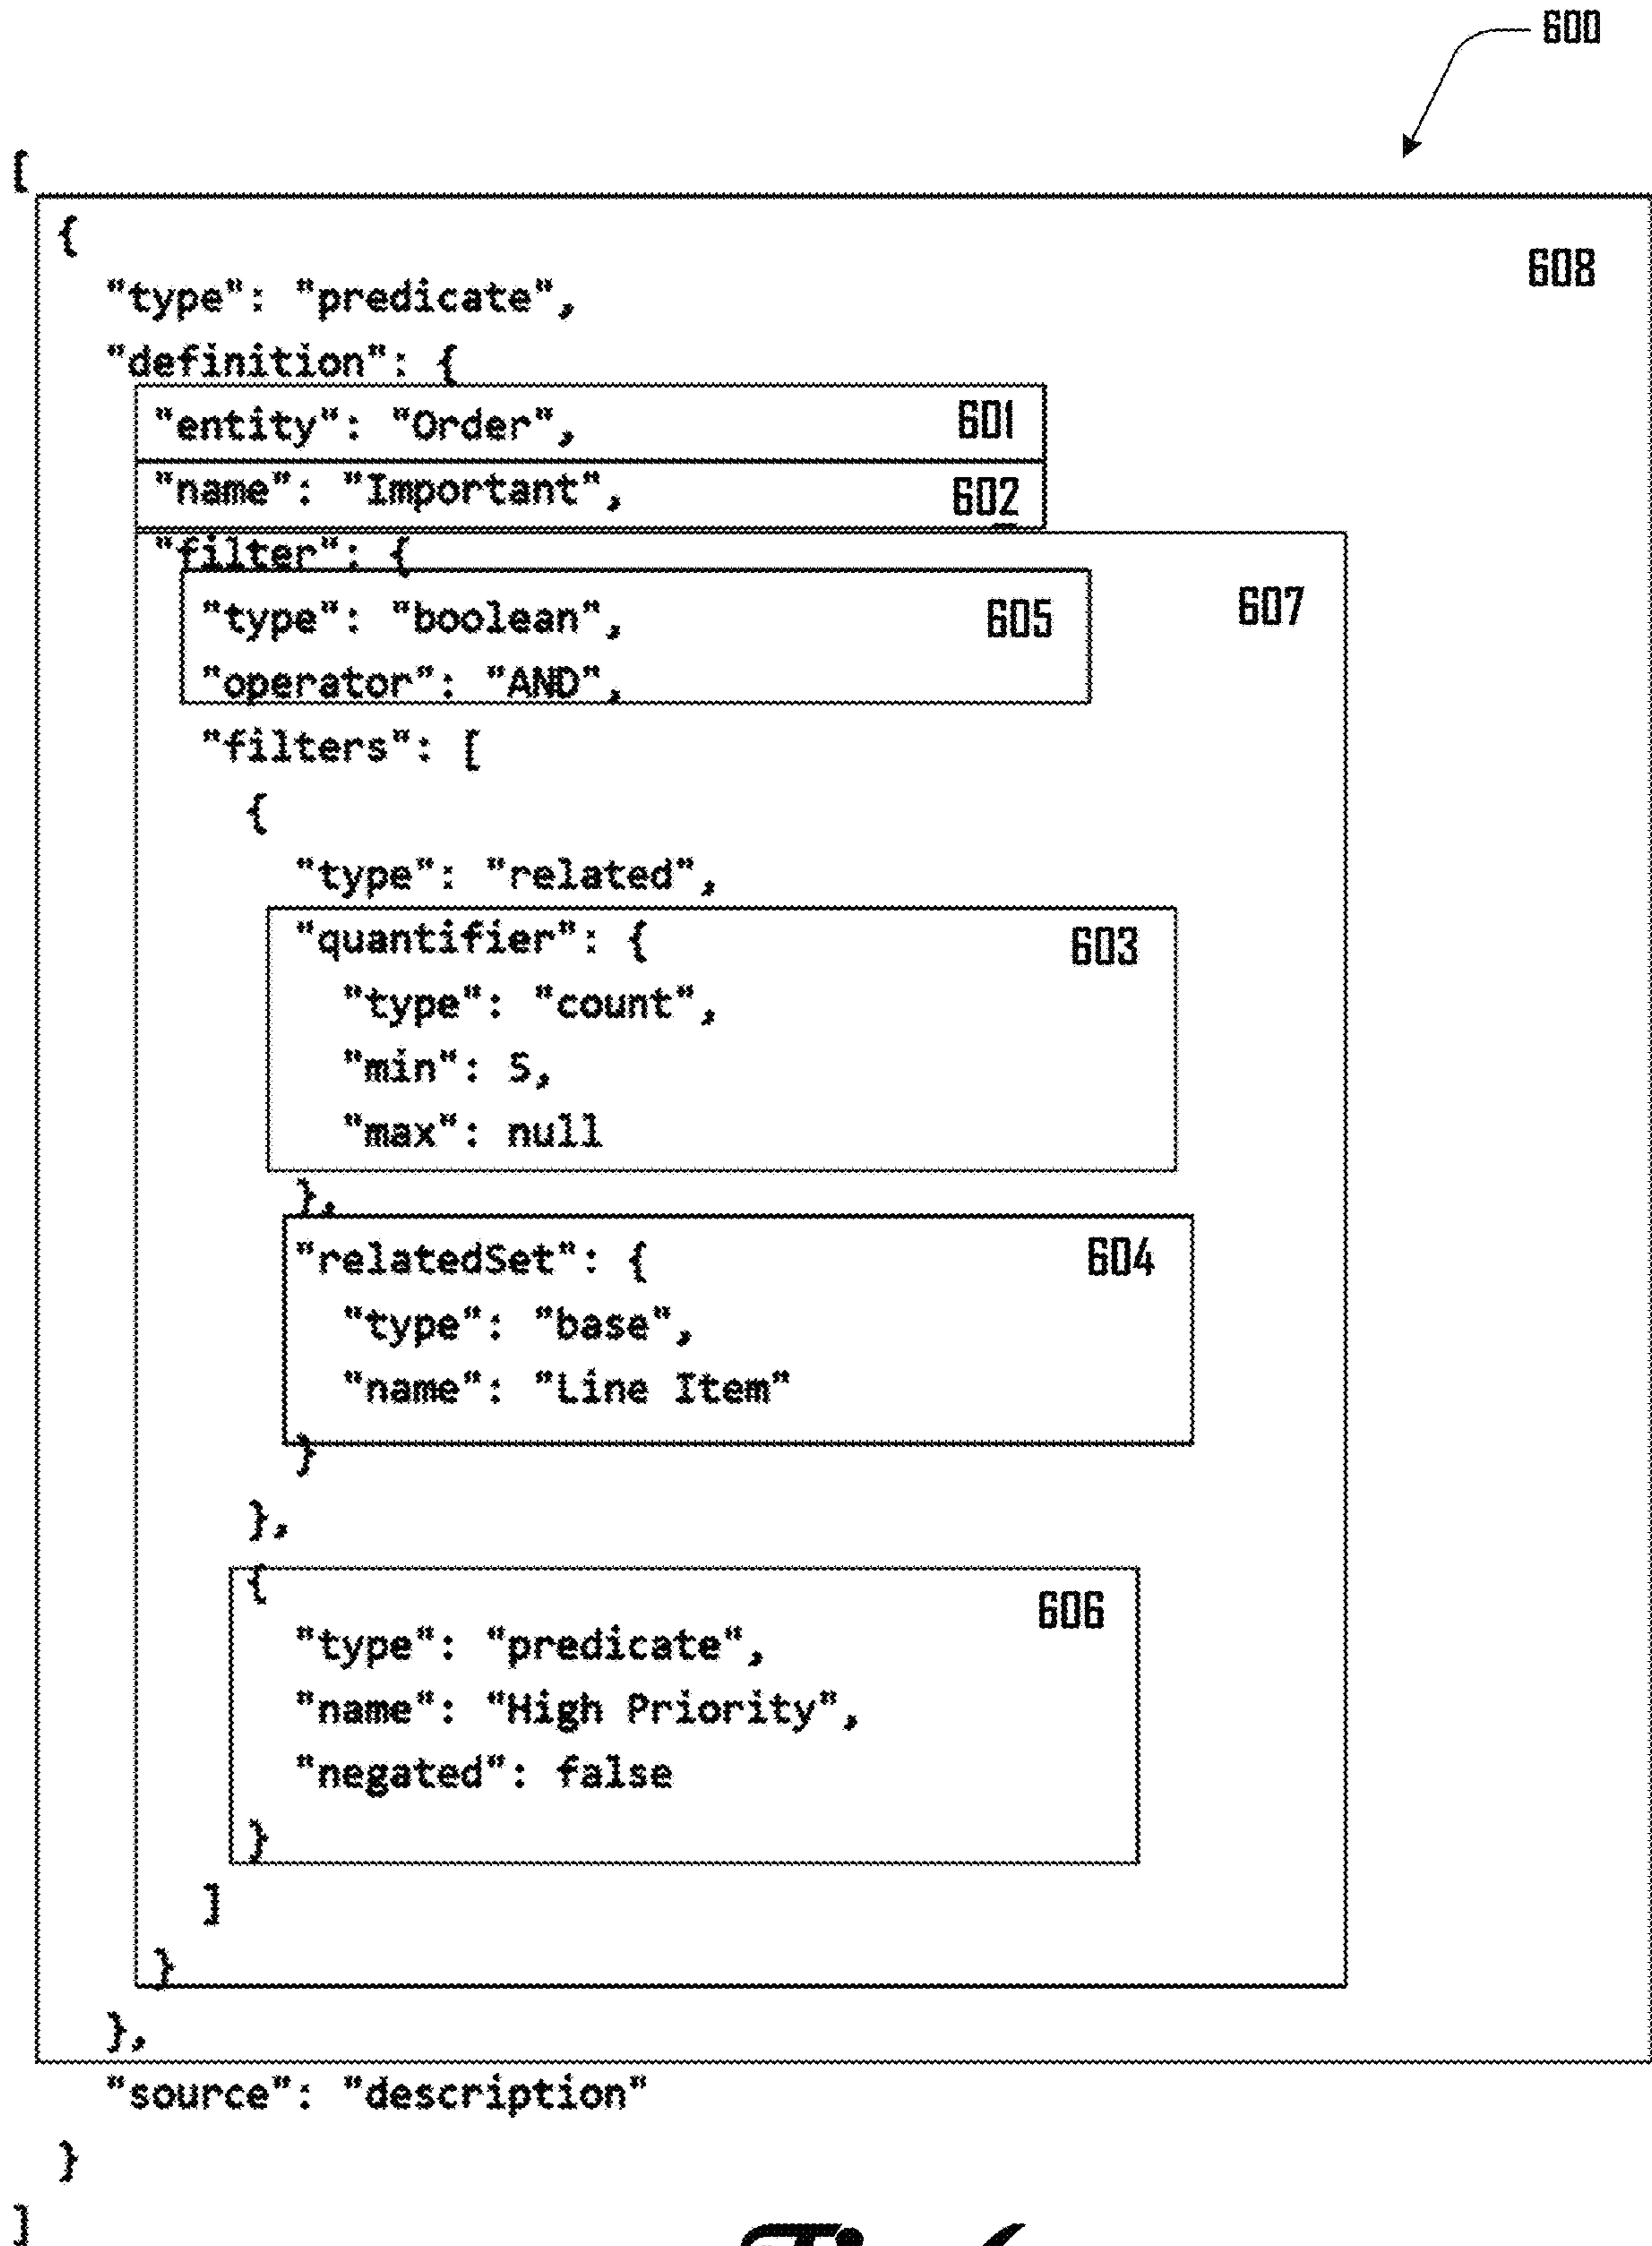 600
[
{
608
"type": "predicate",
"definition": {
"entity": "Order", 601
"name": "Important", 602
"filter": {
"type": "boolean", 605 607
"operator": "AND",
"filters": [
{
"type": "related",
"quantifier": { 603
"type": "count",
"min": 5,
"max": null
},
"relatedSet": { 604
"type": "base",
"name": "Line Item"
}
},
{
606
"type": "predicate",
"name": "High Priority",
"negated": false
}
]
}
},
"source": "description"
}
]